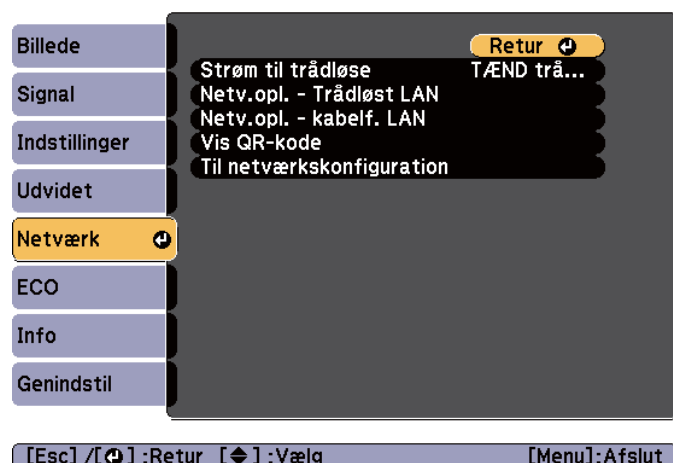 Billede
Signal
Indstillinger
Udvidet
Netværk
ECO
Info
Genindstil
Retur
Strøm til trådløse TÆND trå...
Netv.opl. - Trådløst LAN
Netv.opl. - kabelf. LAN
Vis QR-kode
Til netværkskonfiguration
[Esc] /[⏎] :Retur [◆] :Vælg [Menu]:Afslut